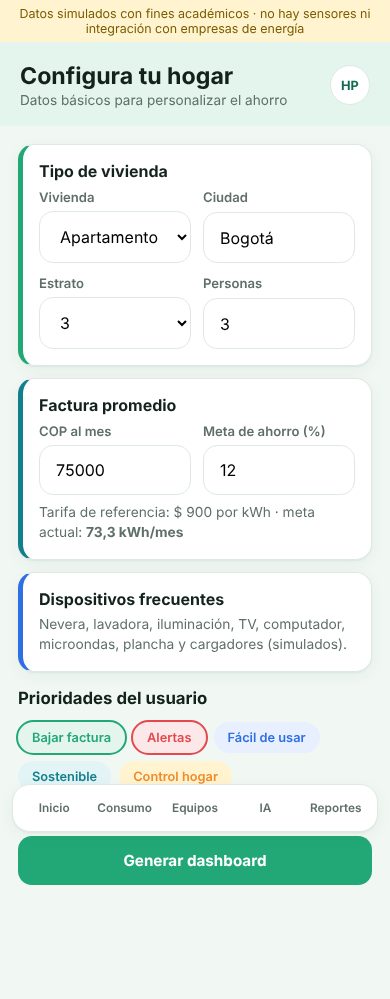 Datos simulados con fines académicos · no hay sensores ni
integración con empresas de energía
Configura tu hogar
Datos básicos para personalizar el ahorro
HP
Tipo de vivienda
Vivienda
Ciudad
Apartamento
Bogotá
Estrato
Personas
3
3
Factura promedio
COP al mes
Meta de ahorro (%)
75000
12
Tarifa de referencia: $ 900 por kWh · meta
actual: 73,3 kWh/mes
Dispositivos frecuentes
Nevera, lavadora, iluminación, TV, computador,
microondas, plancha y cargadores (simulados).
Prioridades del usuario
Bajar factura
Alertas
Fácil de usar
Sostenible
Control hogar
Inicio
Consumo
Equipos
IA
Reportes
Generar dashboard